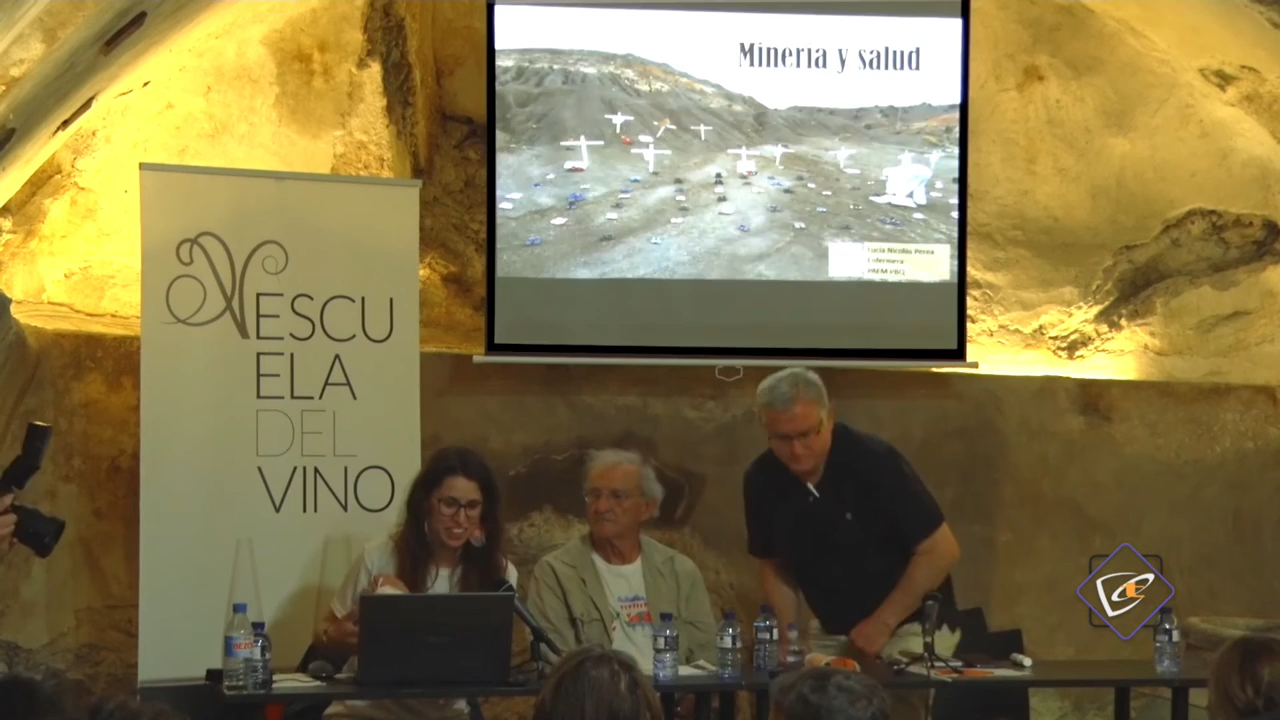 Minería y salud
Lucía Nicolás Perea
Enfermera
ESCU
ELA
DEL
VINO